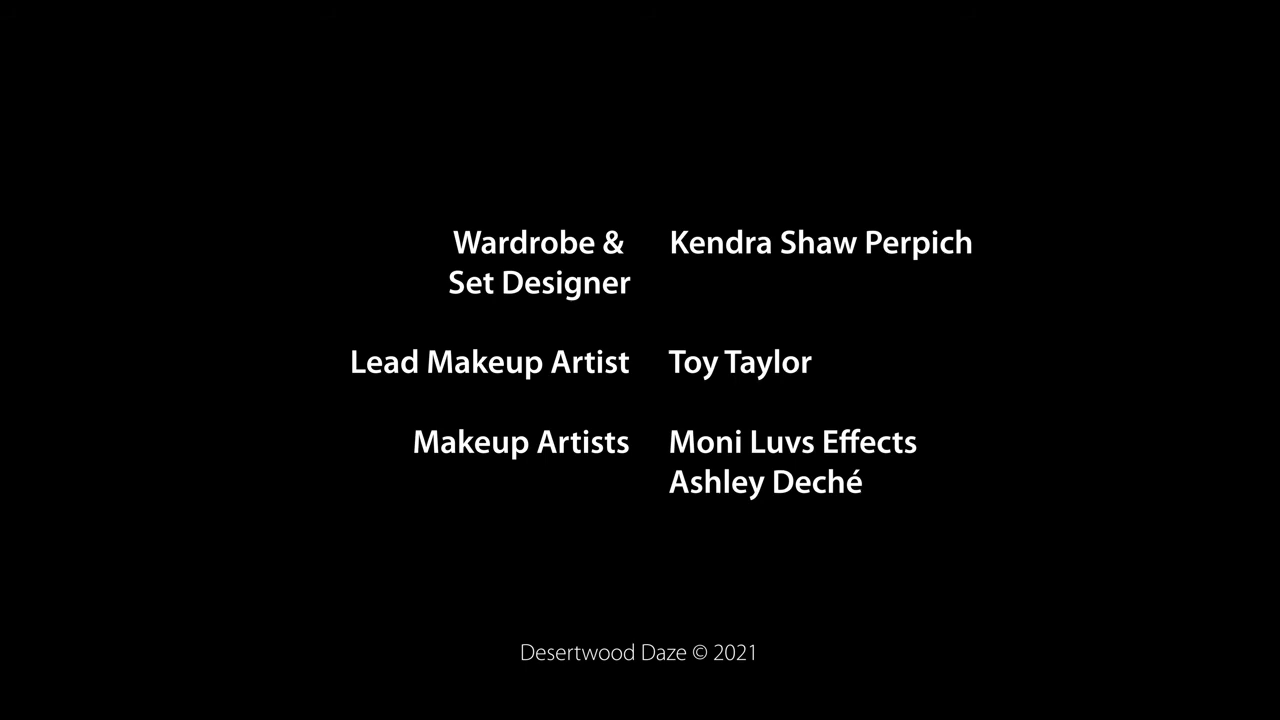 Wardrobe & Kendra Shaw Perpich
Set Designer
Lead Makeup Artist Toy Taylor
Makeup Artists Moni Luvs Effects
Ashley Deché
Desertwood Daze © 2021